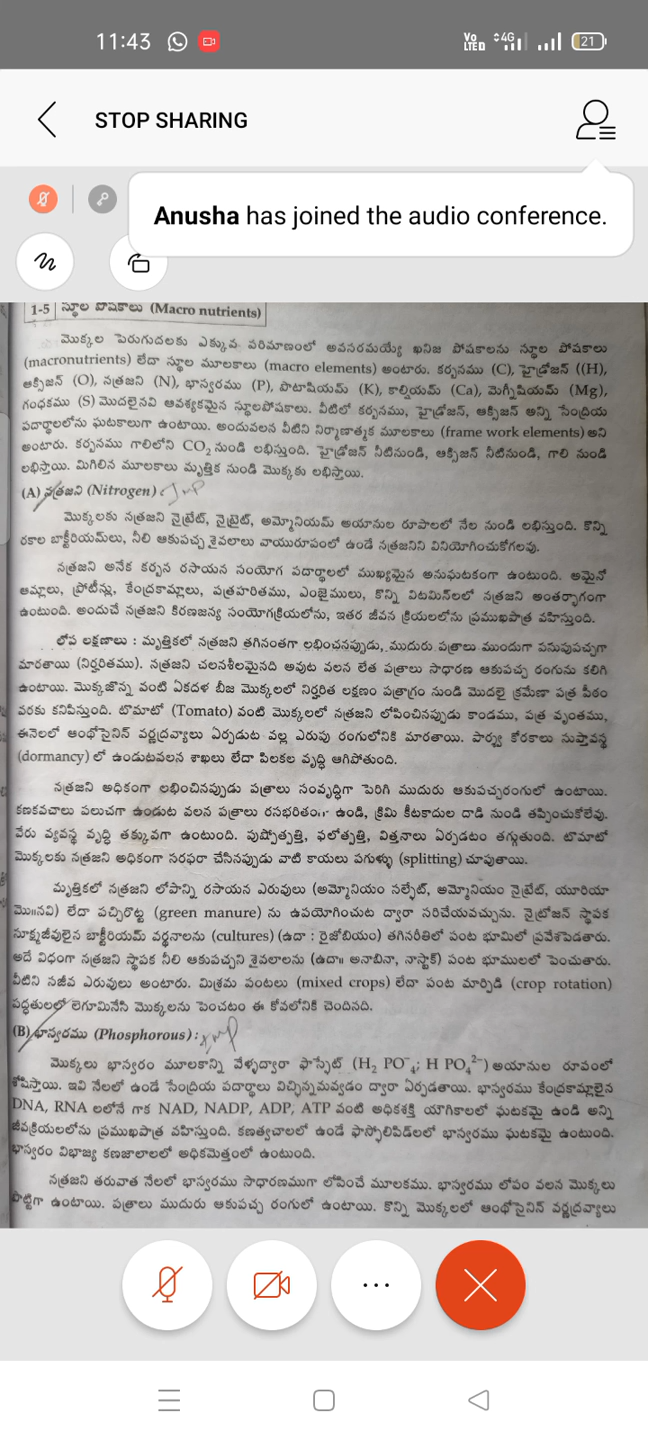 11:43
Vo LTE D 4G 21
STOP SHARING
Anusha has joined the audio conference.
1-5 స్థూల పోషకాలు (Macro nutrients)
మొక్కల పెరుగుదలకు ఎక్కువ పరిమాణంలో అవసరమయ్యే ఖనిజ పోషకాలను స్థూల పోషకాలు
(macronutrients) లేదా స్థూల మూలకాలు (macro elements) అంటారు. కర్బనము (C), హైడ్రోజన్ ((H),
ఆక్సిజన్ (O), నత్రజని (N), భాస్వరము (P), పొటాషియమ్ (K), కాల్షియమ్ (Ca), మెగ్నీషియమ్ (Mg),
గంధకము (S) మొదలైనవి ఆవశ్యకమైన స్థూలపోషకాలు. వీటిలో కర్బనము, హైడ్రోజన్, ఆక్సిజన్ అన్ని సేంద్రియ
పదార్థాలలోను ఘటకాలుగా ఉంటాయి. అందువలన వీటిని నిర్మాణాత్మక మూలకాలు (frame work elements) అని
అంటారు. కర్బనము గాలిలోని CO₂ నుండి లభిస్తుంది. హైడ్రోజన్ నీటినుండి, ఆక్సిజన్ నీటినుండి, గాలి నుండి
లభిస్తాయి. మిగిలిన మూలకాలు మృత్తిక నుండి మొక్కకు లభిస్తాయి.
(A) నత్రజని (Nitrogen) Imp
మొక్కలకు నత్రజని నైట్రేట్, నైట్రైట్, అమ్మోనియమ్ అయానుల రూపాలలో నేల నుండి లభిస్తుంది. కొన్ని
రకాల బాక్టీరియమ్‌లు, నీలి ఆకుపచ్చ శైవలాలు వాయురూపంలో ఉండే నత్రజనిని వినియోగించుకోగలవు.
నత్రజని అనేక కర్బన రసాయన సంయోగ పదార్థాలలో ముఖ్యమైన అనుఘటకంగా ఉంటుంది. అమైనో
ఆమ్లాలు, ప్రోటీన్లు, కేంద్రకామ్లాలు, పత్రహరితము, ఎంజైములు, కొన్ని విటమిన్‌లలో నత్రజని అంతర్భాగంగా
ఉంటుంది. అందుచే నత్రజని కిరణజన్య సంయోగక్రియలోను, ఇతర జీవన క్రియలలోను ప్రముఖపాత్ర వహిస్తుంది.
లోప లక్షణాలు : మృత్తికలో నత్రజని తగినంతగా లభించనప్పుడు, ముదురు పత్రాలు ముందుగా పసుపుపచ్చగా
మారతాయి (నిర్హరితము). నత్రజని చలనశీలమైనది అవుట వలన లేత పత్రాలు సాధారణ ఆకుపచ్చ రంగును కలిగి
ఉంటాయి. మొక్కజొన్న వంటి ఏకదళ బీజ మొక్కలలో నిర్హరిత లక్షణం పత్రాగ్రం నుండి మొదలై క్రమేణా పత్ర పీఠం
వరకు కనిపిస్తుంది. టొమాటో (Tomato) వంటి మొక్కలలో నత్రజని లోపించినప్పుడు కాండము, పత్ర వృంతము,
ఈనెలలో ఆంథోసైనిన్ వర్ణద్రవ్యాలు ఏర్పడుట వల్ల ఎరుపు రంగులోనికి మారతాయి. పార్శ్వ కోరకాలు సుప్తావస్థ
(dormancy) లో ఉండుటవలన శాఖలు లేదా పిలకల వృద్ధి ఆగిపోతుంది.
నత్రజని అధికంగా లభించినప్పుడు పత్రాలు సంవృద్ధిగా పెరిగి ముదురు ఆకుపచ్చరంగులో ఉంటాయి.
కణకవచాలు పలుచగా ఉండుట వలన పత్రాలు ఉండి, క్రిమి కీటకాదుల దాడి నుండి తప్పించుకోలేవు.
వేరు వ్యవస్థ వృద్ధి తక్కువగా ఉంటుంది. పుష్పోత్పత్తి, ఫలోత్పత్తి, విత్తనాలు ఏర్పడటం తగ్గుతుంది. టొమాటో
మొక్కలకు నత్రజని అధికంగా సరఫరా చేసినప్పుడు వాటి కాయలు పగుళ్ళు (splitting) చూపుతాయి.
మృత్తికలో నత్రజని లోపాన్ని రసాయన ఎరువులు (అమ్మోనియం సల్ఫేట్, అమ్మోనియం నైట్రేట్, యూరియా
మొ॥నవి) లేదా పచ్చిరొట్ట (green manure) ను ఉపయోగించుట ద్వారా సరిచేయవచ్చును. నైట్రోజన్ స్థాపక
సూక్ష్మజీవులైన బాక్టీరియమ్ వర్ధనాలను (cultures) (ఉదా : రైజోబియం) తగినరీతిలో పంట భూమిలో ప్రవేశపెడతారు.
అదే విధంగా నత్రజని స్థాపక నీలి ఆకుపచ్చని శైవలాలను (ఉదా॥ అనాబినా, నాస్టాక్) పంట భూములలో పెంచుతారు.
వీటిని సజీవ ఎరువులు అంటారు. మిశ్రమ పంటలు (mixed crops) లేదా పంట మార్పిడి (crop rotation)
పద్ధతులలో లెగూమినేసి మొక్కలను పెంచటం ఈ కోవలోనికి చెందినది.
(B) భాస్వరము (Phosphorous) : Imp
మొక్కలు భాస్వరం మూలకాన్ని వేళ్ళద్వారా ఫాస్ఫేట్ (H₂ PO⁻₄; H PO₄²⁻) అయానుల రూపంలో
శోషిస్తాయి. ఇవి నేలలో ఉండే సేంద్రియ పదార్థాలు విచ్ఛిన్నమవ్వడం ద్వారా ఏర్పడతాయి. భాస్వరము కేంద్రకామ్లాలైన
DNA, RNA లలోనే గాక NAD, NADP, ADP, ATP వంటి అధికశక్తి యౌగికాలలో ఘటకమై ఉండి అన్ని
జీవక్రియలలోను ప్రముఖపాత్ర వహిస్తుంది. కణత్వచాలలో ఉండే ఫాస్ఫోలిపిడ్‌లలో భాస్వరము ఘటకమై ఉంటుంది.
భాస్వరం విభాజ్య కణజాలాలలో అధికమొత్తంలో ఉంటుంది.
నత్రజని తరువాత నేలలో భాస్వరము సాధారణముగా లోపించే మూలకము. భాస్వరము లోపం వలన మొక్కలు
పొట్టిగా ఉంటాయి. పత్రాలు ముదురు ఆకుపచ్చ రంగులో ఉంటాయి. కొన్ని మొక్కలలో ఆంథోసైనిన్ వర్ణద్రవ్యాలు